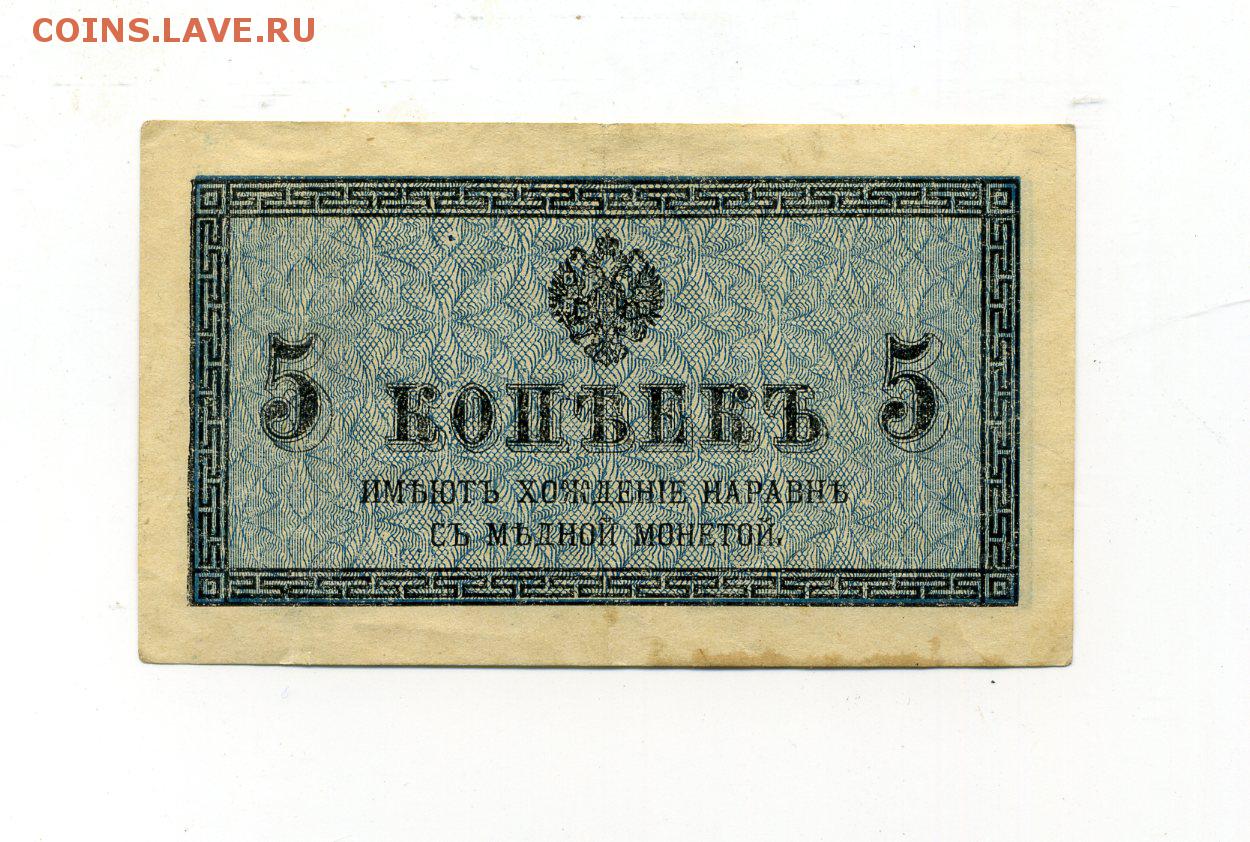 COINS.LAVE.RU
5 КОПѢЕКЪ 5
ИМѢЮТЪ ХОЖДЕНІЕ НАРАВНѢ
СЪ МѢДНОЙ МОНЕТОЙ.